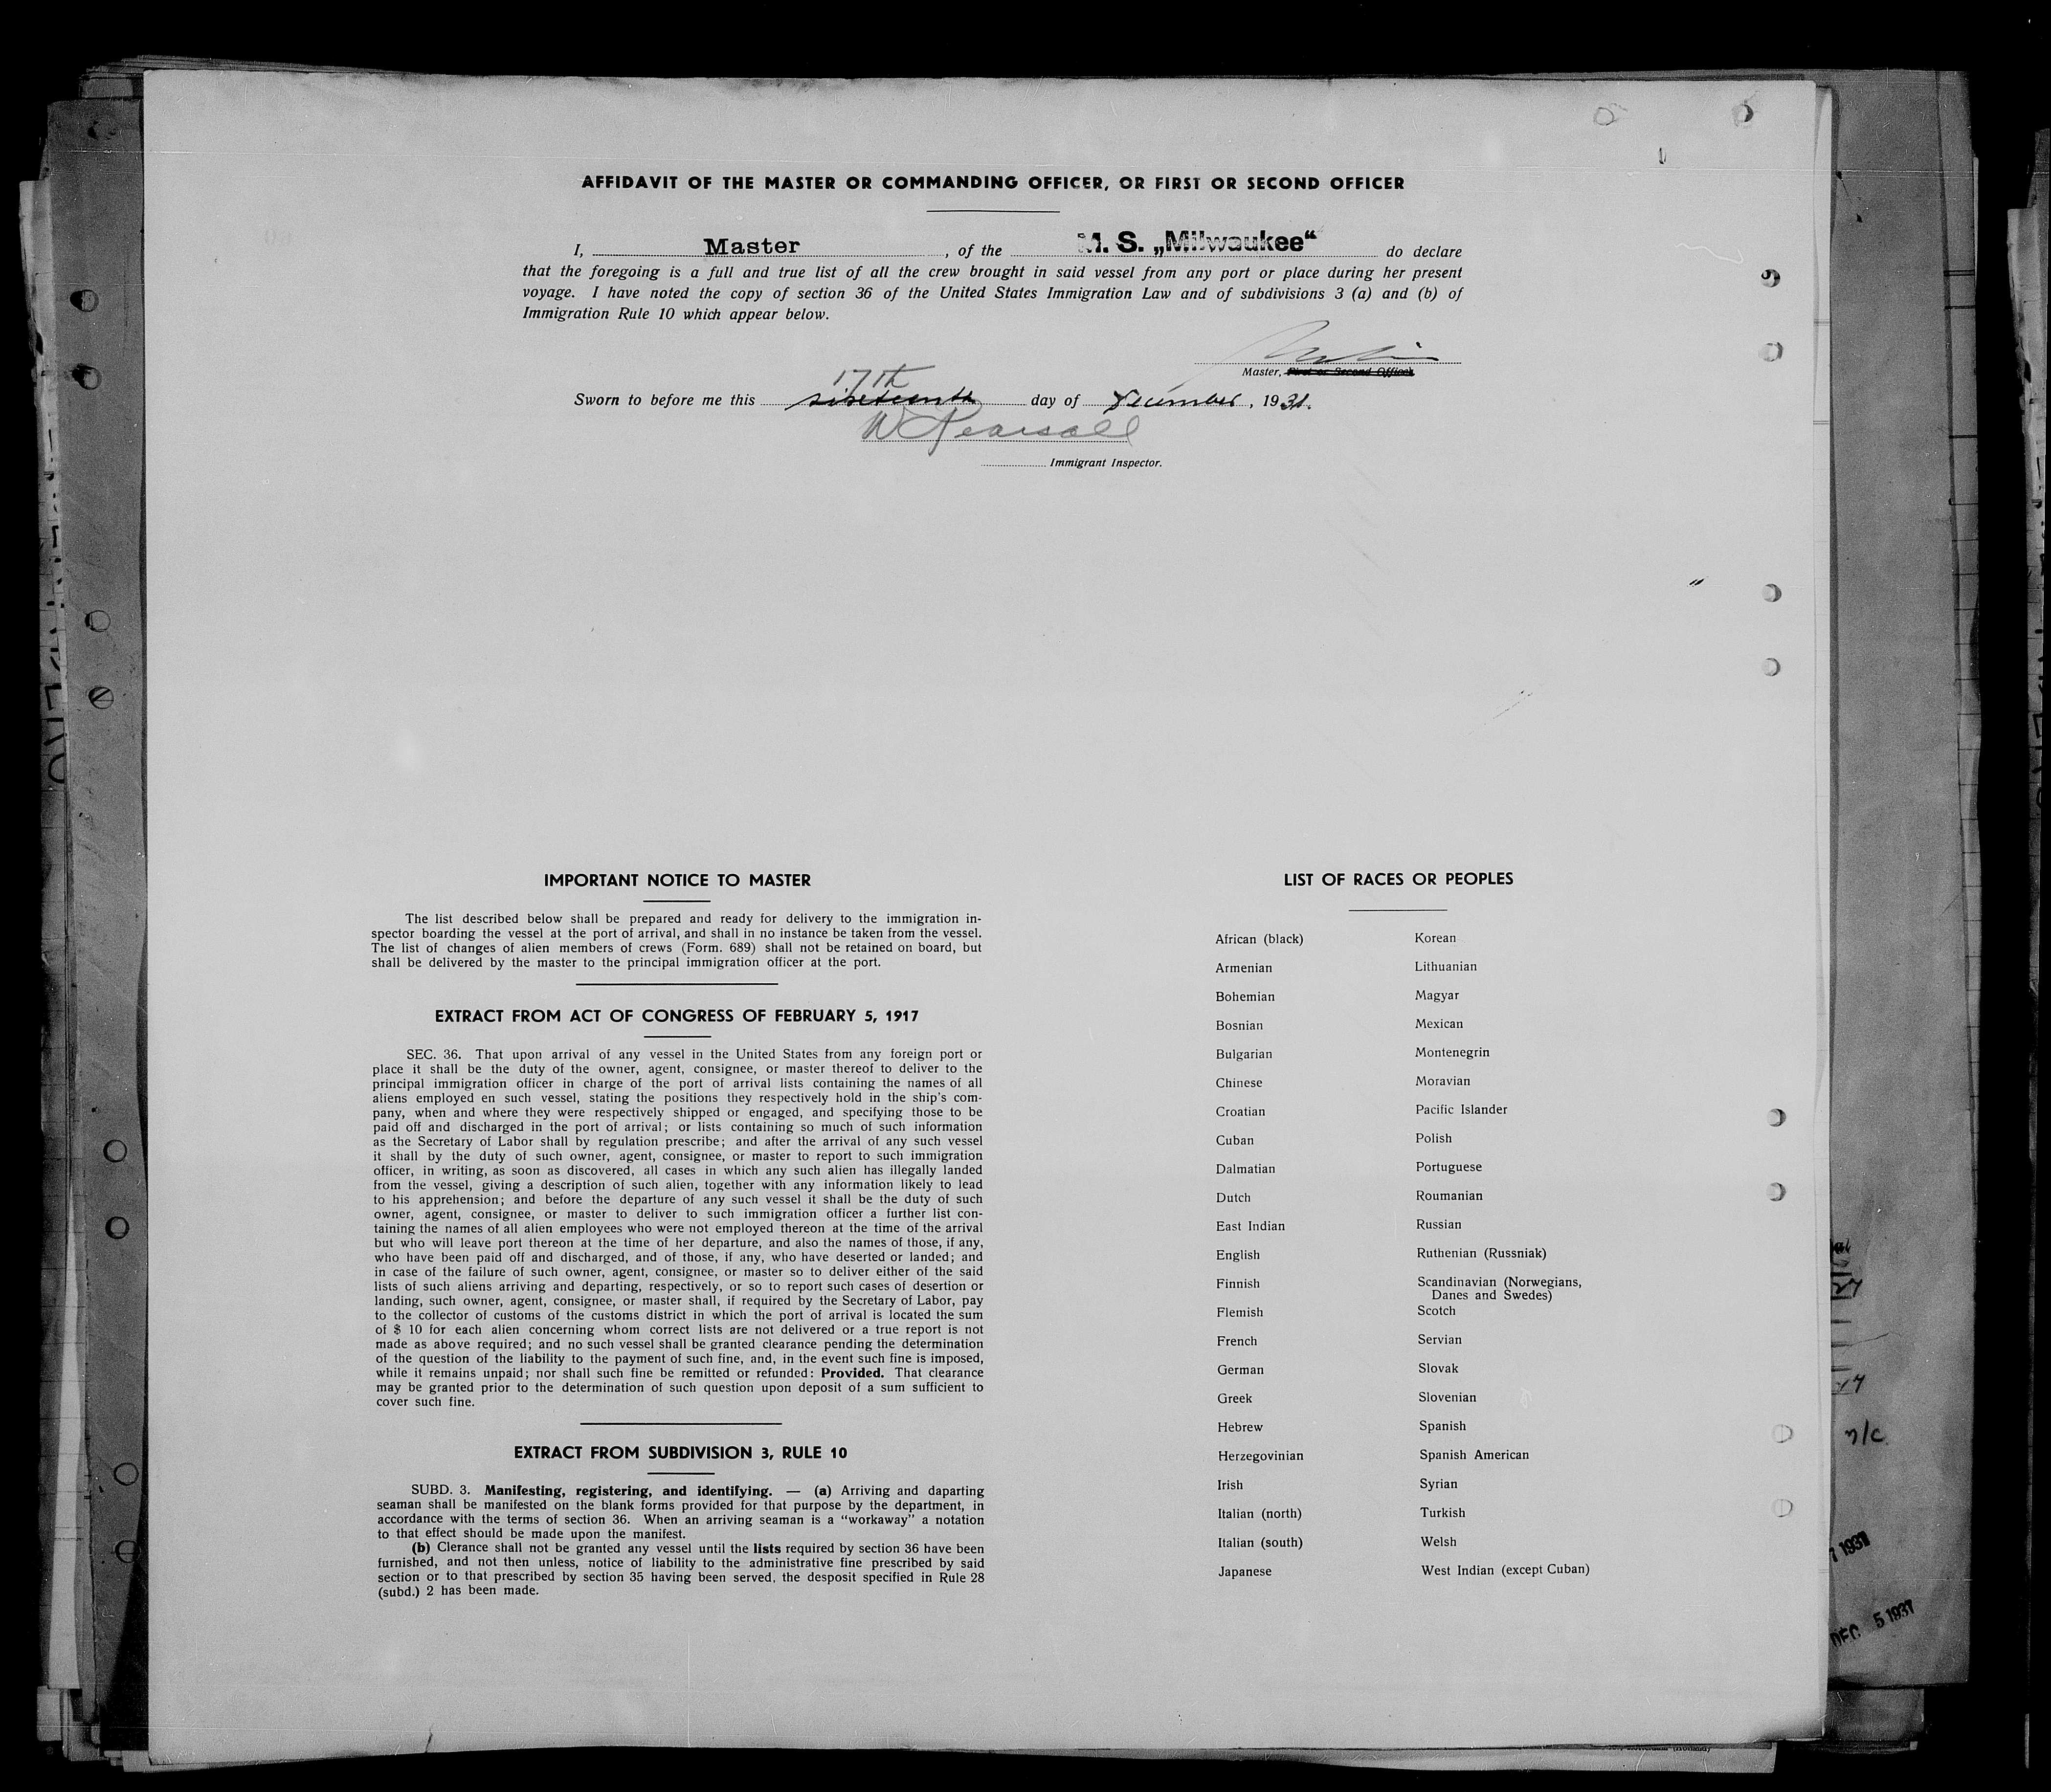 AFFIDAVIT OF THE MASTER OR COMMANDING OFFICER, OR FIRST OR SECOND OFFICER
I, Master, of the M. S. „Milwaukee“ do declare
that the foregoing is a full and true list of all the crew brought in said vessel from any port or place during her present
voyage. I have noted the copy of section 36 of the United States Immigration Law and of subdivisions 3 (a) and (b) of
Immigration Rule 10 which appear below.
Master, First or Second Officer
17th
Sworn to before me this sixteenth day of December, 1931.
W Pearsall
Immigrant Inspector.
IMPORTANT NOTICE TO MASTER
The list described below shall be prepared and ready for delivery to the immigration in-
spector boarding the vessel at the port of arrival, and shall in no instance be taken from the vessel.
The list of changes of alien members of crews (Form. 689) shall not be retained on board, but
shall be delivered by the master to the principal immigration officer at the port.
EXTRACT FROM ACT OF CONGRESS OF FEBRUARY 5, 1917
SEC. 36. That upon arrival of any vessel in the United States from any foreign port or
place it shall be the duty of the owner, agent, consignee, or master thereof to deliver to the
principal immigration officer in charge of the port of arrival lists containing the names of all
aliens employed en such vessel, stating the positions they respectively hold in the ship's com-
pany, when and where they were respectively shipped or engaged, and specifying those to be
paid off and discharged in the port of arrival; or lists containing so much of such information
as the Secretary of Labor shall by regulation prescribe; and after the arrival of any such vessel
it shall by the duty of such owner, agent, consignee, or master to report to such immigration
officer, in writing, as soon as discovered, all cases in which any such alien has illegally landed
from the vessel, giving a description of such alien, together with any information likely to lead
to his apprehension; and before the departure of any such vessel it shall be the duty of such
owner, agent, consignee, or master to deliver to such immigration officer a further list con-
taining the names of all alien employees who were not employed thereon at the time of the arrival
but who will leave port thereon at the time of her departure, and also the names of those, if any,
who have been paid off and discharged, and of those, if any, who have deserted or landed; and
in case of the failure of such owner, agent, consignee, or master so to deliver either of the said
lists of such aliens arriving and departing, respectively, or so to report such cases of desertion or
landing, such owner, agent, consignee, or master shall, if required by the Secretary of Labor, pay
to the collector of customs of the customs district in which the port of arrival is located the sum
of $ 10 for each alien concerning whom correct lists are not delivered or a true report is not
made as above required; and no such vessel shall be granted clearance pending the determination
of the question of the liability to the payment of such fine, and, in the event such fine is imposed,
while it remains unpaid; nor shall such fine be remitted or refunded: Provided. That clearance
may be granted prior to the determination of such question upon deposit of a sum sufficient to
cover such fine.
EXTRACT FROM SUBDIVISION 3, RULE 10
SUBD. 3. Manifesting, registering, and identifying. — (a) Arriving and daparting
seaman shall be manifested on the blank forms provided for that purpose by the department, in
accordance with the terms of section 36. When an arriving seaman is a “workaway” a notation
to that effect should be made upon the manifest.
(b) Clerance shall not be granted any vessel until the lists required by section 36 have been
furnished, and not then unless, notice of liability to the administrative fine prescribed by said
section or to that prescribed by section 35 having been served, the desposit specified in Rule 28
(subd.) 2 has been made.
LIST OF RACES OR PEOPLES
African (black) Korean
Armenian Lithuanian
Bohemian Magyar
Bosnian Mexican
Bulgarian Montenegrin
Chinese Moravian
Croatian Pacific Islander
Cuban Polish
Dalmatian Portuguese
Dutch Roumanian
East Indian Russian
English Ruthenian (Russniak)
Finnish Scandinavian (Norwegians,
Danes and Swedes)
Flemish Scotch
French Servian
German Slovak
Greek Slovenian
Hebrew Spanish
Herzegovinian Spanish American
Irish Syrian
Italian (north) Turkish
Italian (south) Welsh
Japanese West Indian (except Cuban)
n/c.
7 1931
DEC 5 1931